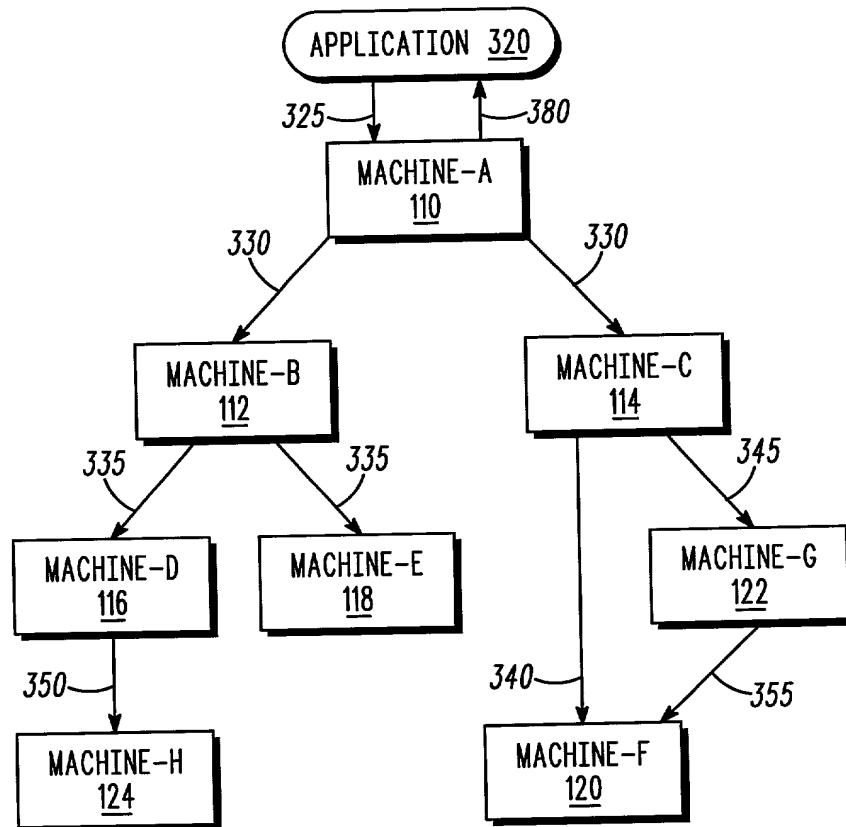 APPLICATION 320
325
380
MACHINE-A
110
330
330
MACHINE-B
112
MACHINE-C
114
335
335
345
MACHINE-D
116
MACHINE-E
118
MACHINE-G
122
350
340
355
MACHINE-H
124
MACHINE-F
120